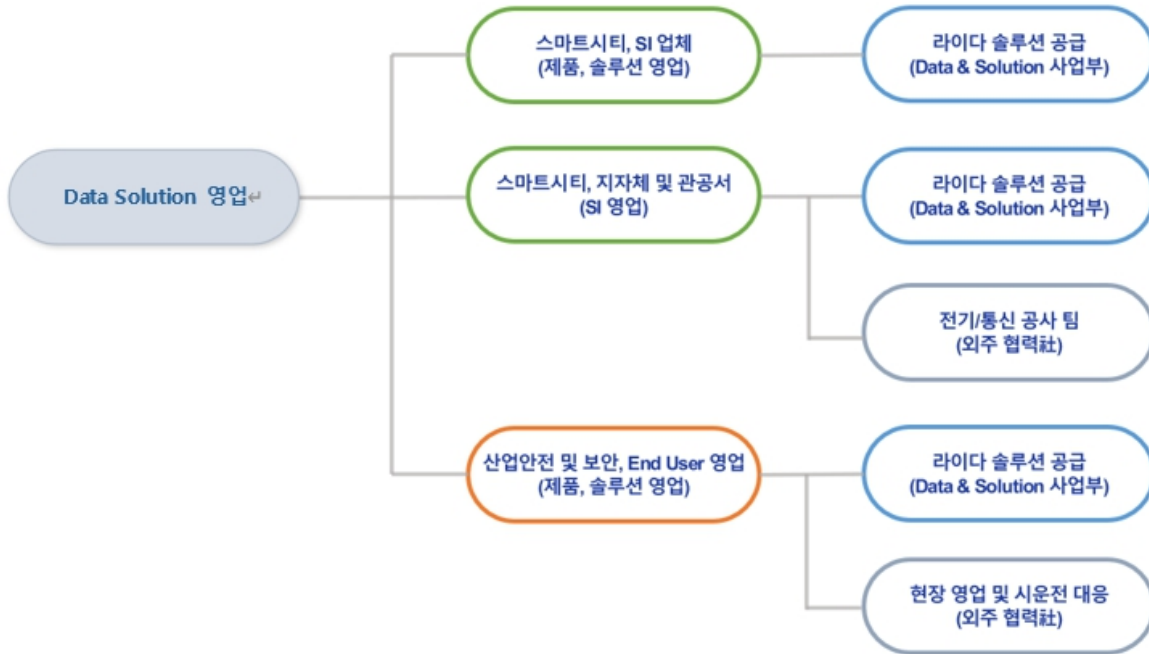 스마트시티, SI 업체
(제품, 솔루션 영업)
라이다 솔루션 공급
(Data & Solution 사업부)
Data Solution 영업↵
스마트시티, 지자체 및 관공서
(SI 영업)
라이다 솔루션 공급
(Data & Solution 사업부)
전기/통신 공사 팀
(외주 협력社)
산업안전 및 보안, End User 영업
(제품, 솔루션 영업)
라이다 솔루션 공급
(Data & Solution 사업부)
현장 영업 및 시운전 대응
(외주 협력社)